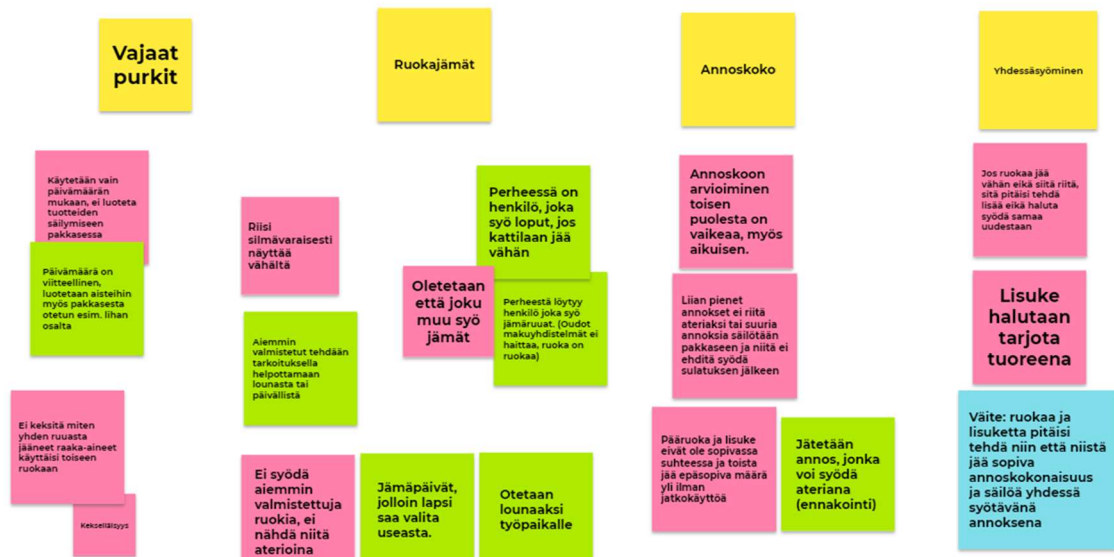 Vajaat
purkit
Ruokajämät
Annoskoko
Yhdessäsyöminen
Käytetään vain
päivämäärän
mukaan, ei luoteta
tuotteiden
säilymiseen
pakkasessa
Päivämäärä on
viitteellinen,
luotetaan aisteihin
myös pakkasesta
otetun esim. lihan
osalta
Ei keksitä miten
yhden ruuasta
jääneet raaka-aineet
käyttäisi toiseen
ruokaan
Kekseliäisyys
Riisi
silmävaraisesti
näyttää
vähältä
Aiemmin
valmistetut tehdään
tarkoituksella
helpottamaan
lounasta tai
päivällistä
Ei syödä
aiemmin
valmistettuja
ruokia, ei
nähdä niitä
aterioina
Perheessä on
henkilö, joka
syö loput, jos
kattilaan jää
vähän
Oletetaan
että joku
muu syö
jämät
Perheestä löytyy
henkilö joka syö
jämäruuat. (Oudot
makuyhdistelmät ei
haittaa, ruoka on
ruokaa)
Jämäpäivät,
jolloin lapsi
saa valita
useasta.
Otetaan
lounaaksi
työpaikalle
Annoskoon
arvioiminen
toisen
puolesta on
vaikeaa, myös
aikuisen.
Liian pienet
annokset ei riitä
ateriaksi tai suuria
annoksia säilötään
pakkaseen ja niitä ei
ehditä syödä
sulatuksen jälkeen
Pääruoka ja lisuke
eivät ole sopivassa
suhteessa ja toista
jää epäsopiva määrä
yli ilman
jatkokäyttöä
Jätetään
annos, jonka
voi syödä
ateriana
(ennakointi)
Jos ruokaa jää
vähän eikä siitä riitä,
sitä pitäisi tehdä
lisää eikä haluta
syödä samaa
uudestaan
Lisuke
halutaan
tarjota
tuoreena
Väite: ruokaa ja
lisuketta pitäisi
tehdä niin että niistä
jää sopiva
annoskokonaisuus
ja säilöä yhdessä
syötävänä
annoksena